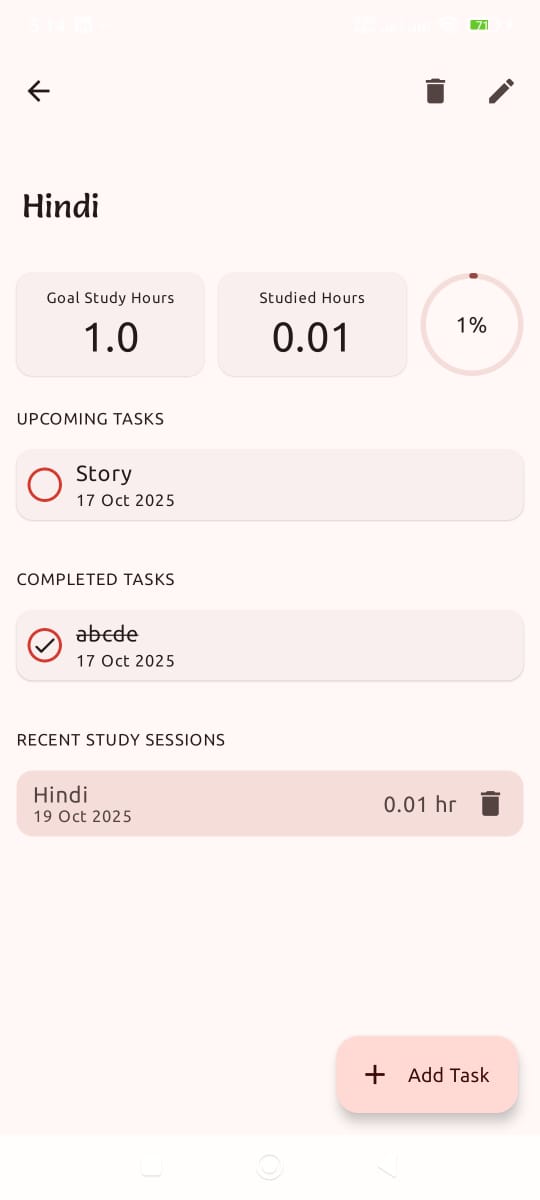 71
Hindi
Goal Study Hours
1.0
Studied Hours
0.01
1%
UPCOMING TASKS
Story
17 Oct 2025
COMPLETED TASKS
abcde
17 Oct 2025
RECENT STUDY SESSIONS
Hindi
19 Oct 2025
0.01 hr
+ Add Task